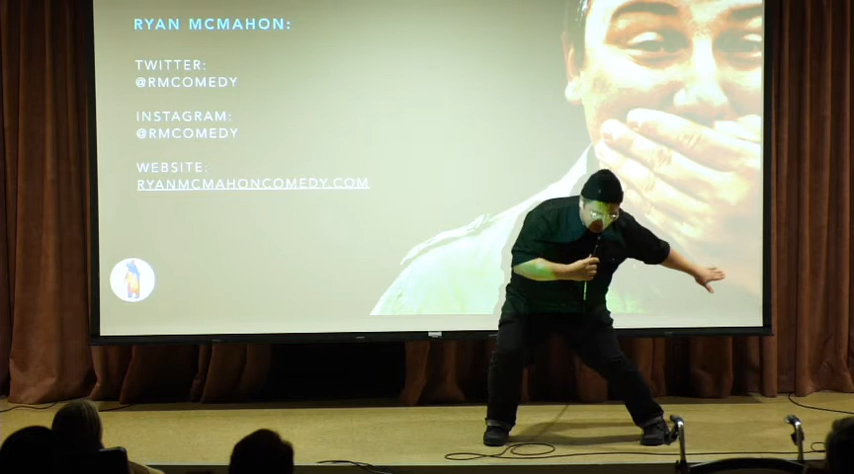 RYAN MCMAHON:
TWITTER:
@RMCOMEDY
INSTAGRAM:
@RMCOMEDY
WEBSITE:
RYANMCMAHONCOMEDY.COM